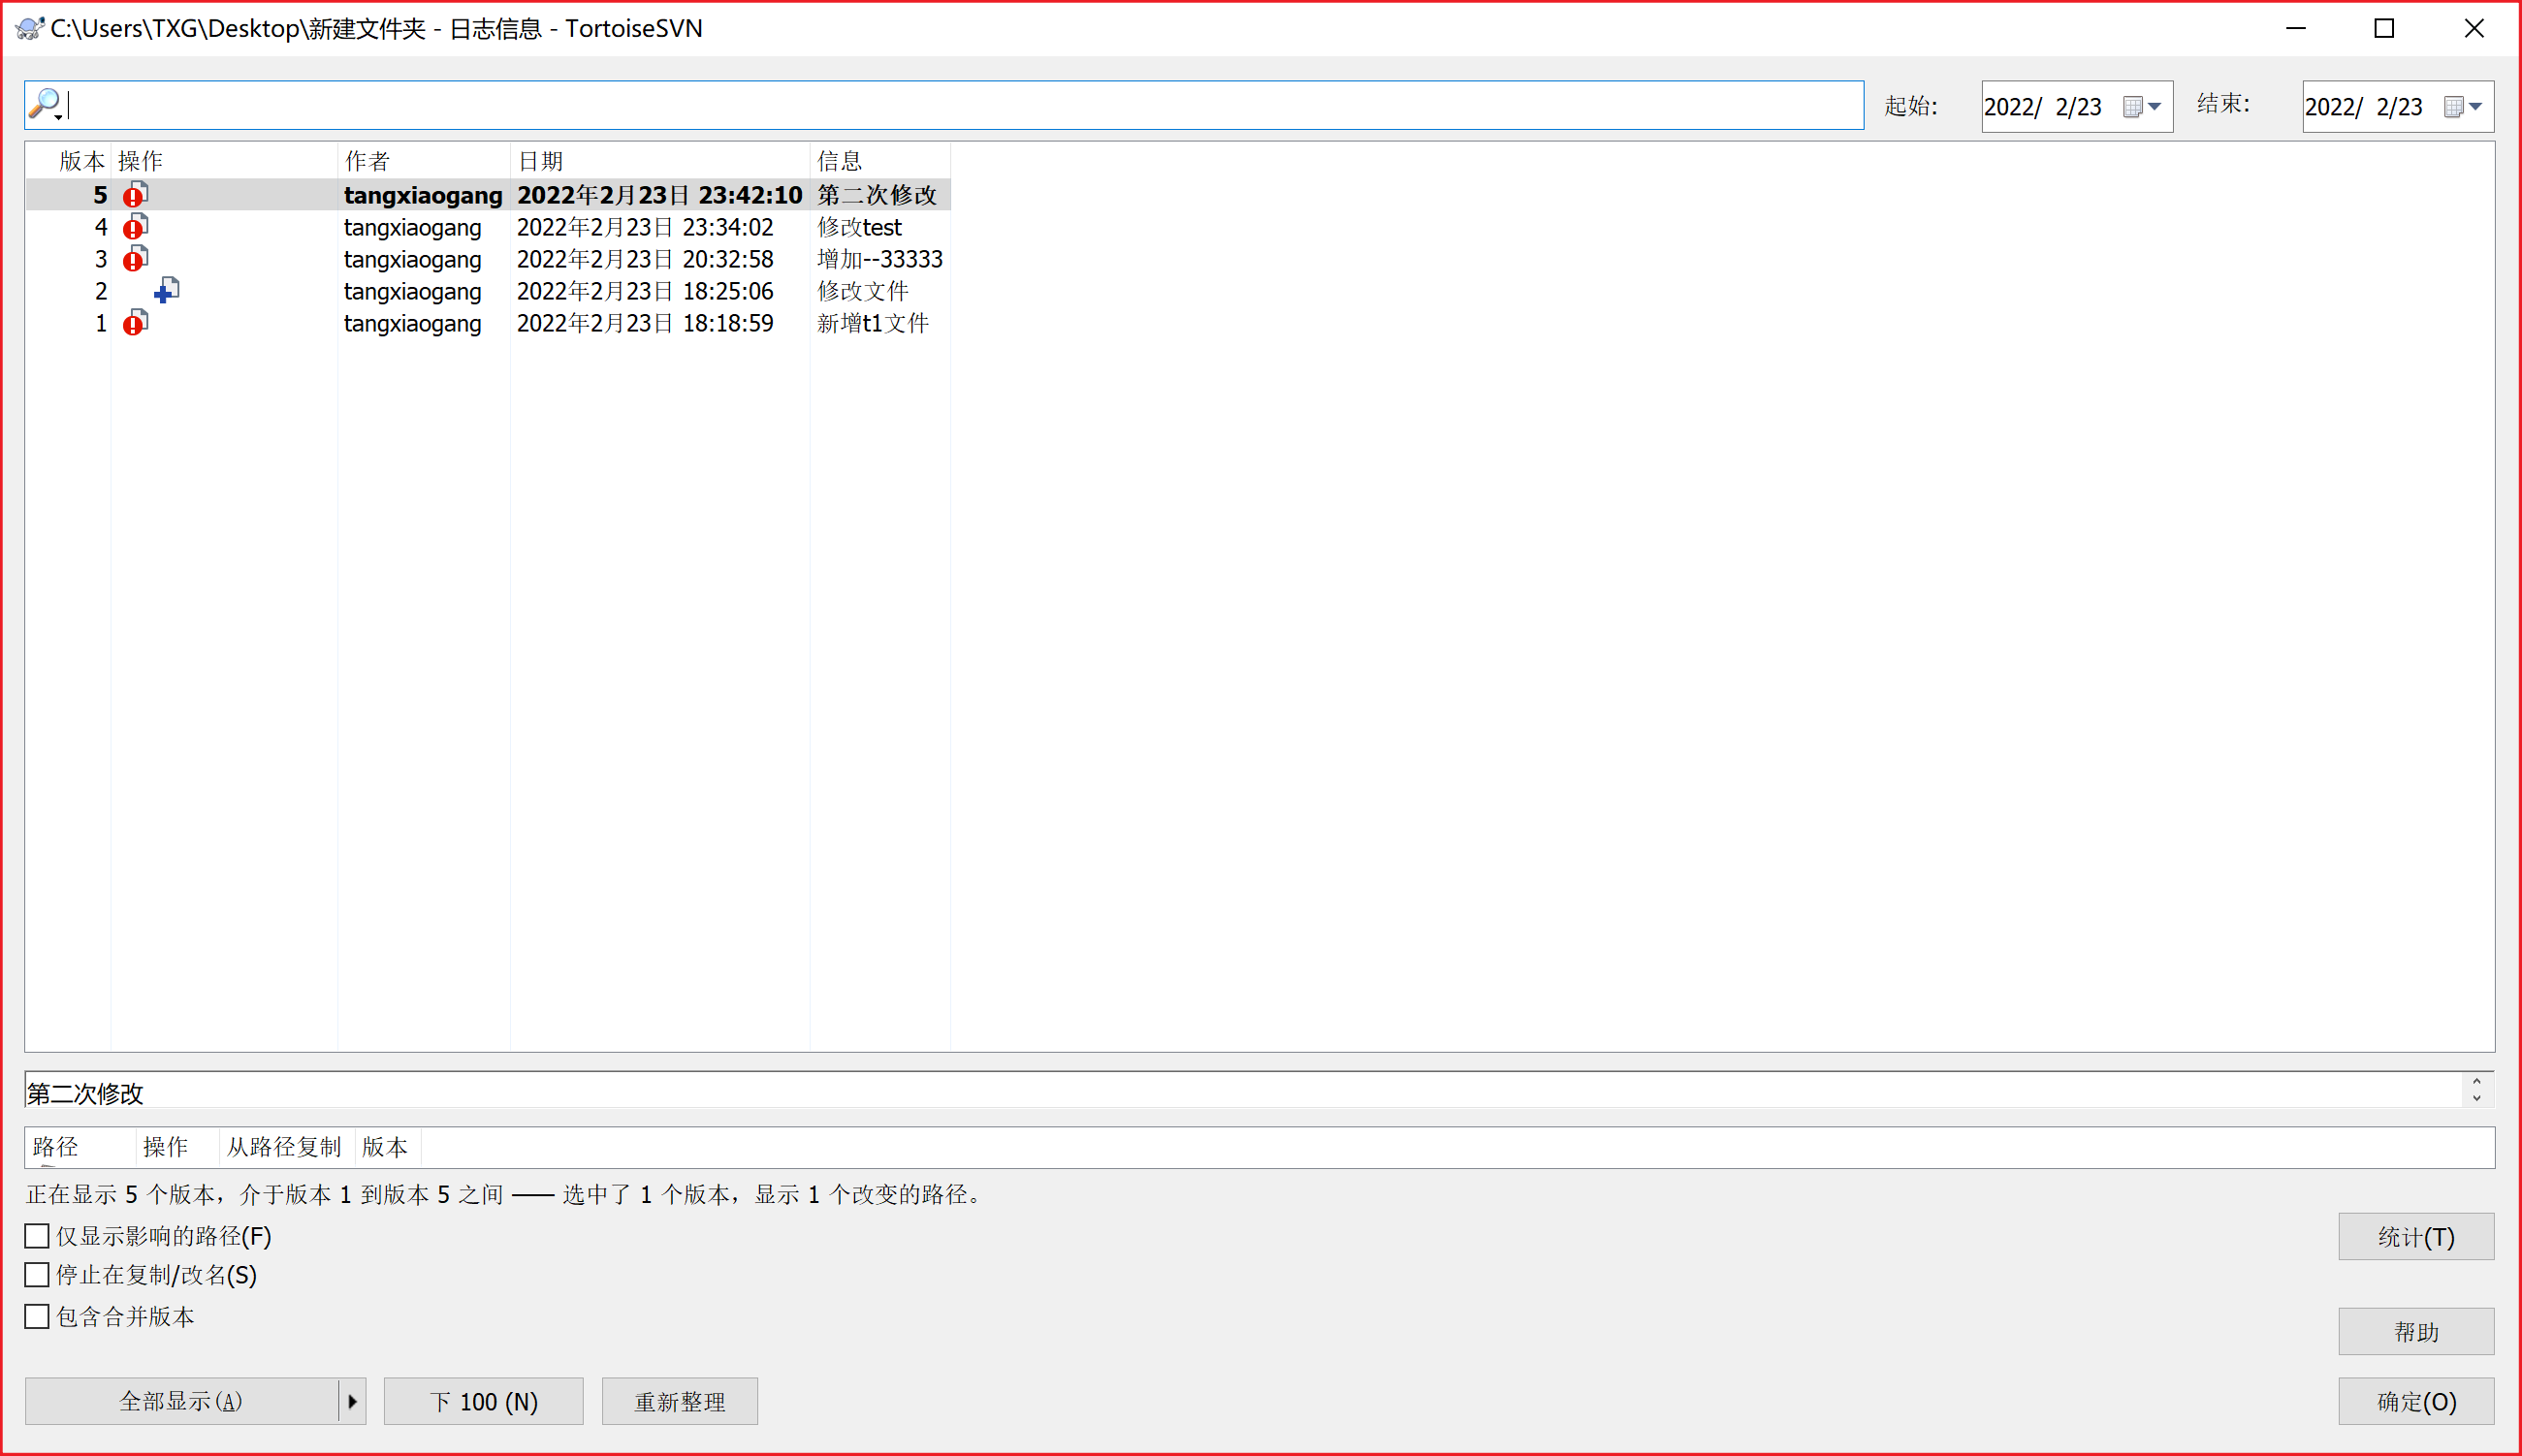 C:\Users\TXG\Desktop\新建文件夹 - 日志信息 - TortoiseSVN
起始: 2022/ 2/23 结束: 2022/ 2/23
版本 操作 作者 日期 信息
5 tangxiaogang 2022年2月23日 23:42:10 第二次修改
4 tangxiaogang 2022年2月23日 23:34:02 修改test
3 tangxiaogang 2022年2月23日 20:32:58 增加--33333
2 tangxiaogang 2022年2月23日 18:25:06 修改文件
1 tangxiaogang 2022年2月23日 18:18:59 新增t1文件
第二次修改
路径 操作 从路径复制 版本
正在显示 5 个版本，介于版本 1 到版本 5 之间 —— 选中了 1 个版本，显示 1 个改变的路径。
仅显示影响的路径(F)
统计(T)
停止在复制/改名(S)
包含合并版本
帮助
全部显示(A) 下 100 (N) 重新整理 确定(O)